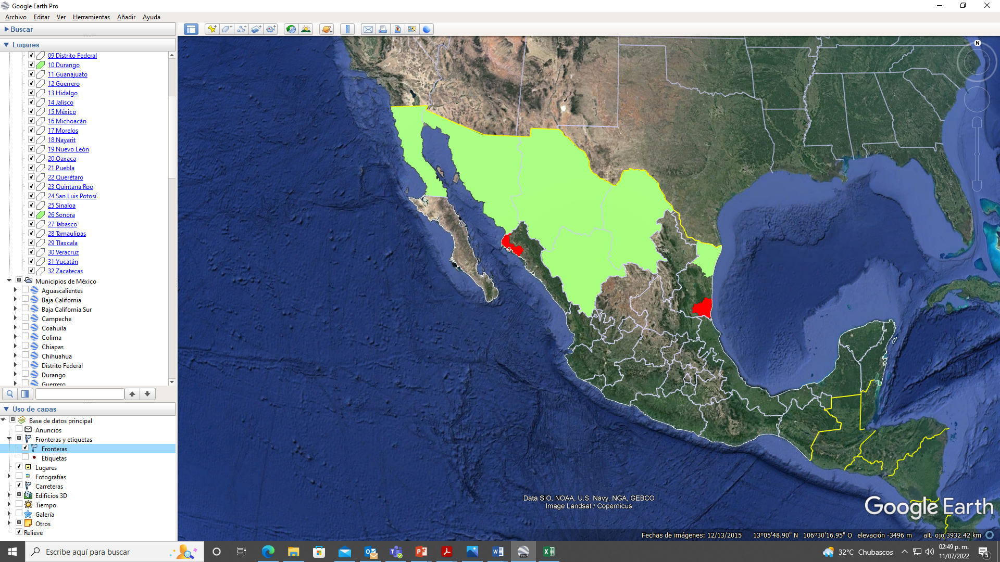 Google Earth Pro
Archivo Editar Ver Herramientas Añadir Ayuda
Buscar
Lugares
09 Distrito Federal
10 Durango
11 Guanajuato
12 Guerrero
13 Hidalgo
14 Jalisco
15 México
16 Michoacán
17 Morelos
18 Nayarit
19 Nuevo León
20 Oaxaca
21 Puebla
22 Querétaro
23 Quintana Roo
24 San Luis Potosí
25 Sinaloa
26 Sonora
27 Tabasco
28 Tamaulipas
29 Tlaxcala
30 Veracruz
31 Yucatán
32 Zacatecas
Municipios de México
Aguascalientes
Baja California
Baja California Sur
Campeche
Coahuila
Colima
Chiapas
Chihuahua
Distrito Federal
Durango
Guerrero
Uso de capas
Base de datos principal
Anuncios
Fronteras y etiquetas
Fronteras
Etiquetas
Lugares
Fotografías
Carreteras
Edificios 3D
Tiempo
Galería
Otros
Relieve
N
Data SIO, NOAA, U.S. Navy, NGA, GEBCO
Image Landsat / Copernicus
Google Earth
Fechas de imágenes: 12/13/2015 13°05'48.90" N 106°30'16.95" O elevación -3496 m alt. ojo 3932.42 km
Escribe aquí para buscar
32°C Chubascos
02:49 p. m.
11/07/2022
5